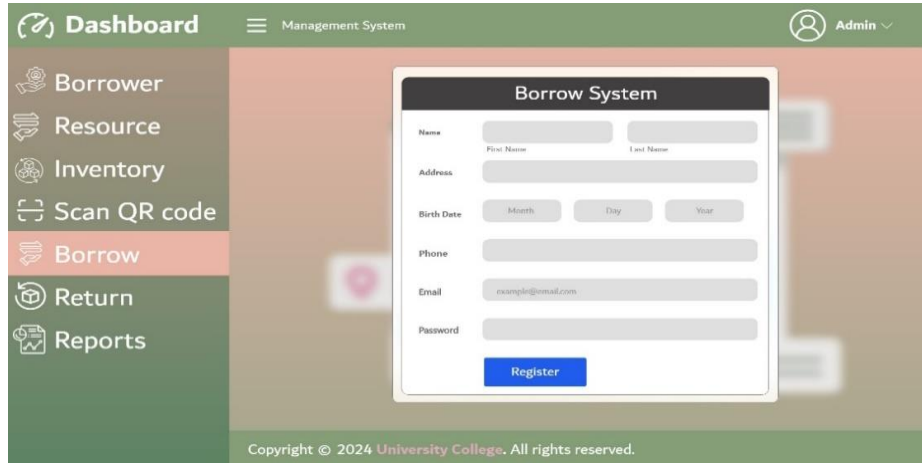 Dashboard
Management System
Admin
Borrower
Resource
Inventory
Scan QR code
Borrow
Return
Reports
Borrow System
Name
First Name
Last Name
Address
Birth Date
Month
Day
Year
Phone
Email
example@email.com
Password
Register
Copyright © 2024 University College. All rights reserved.